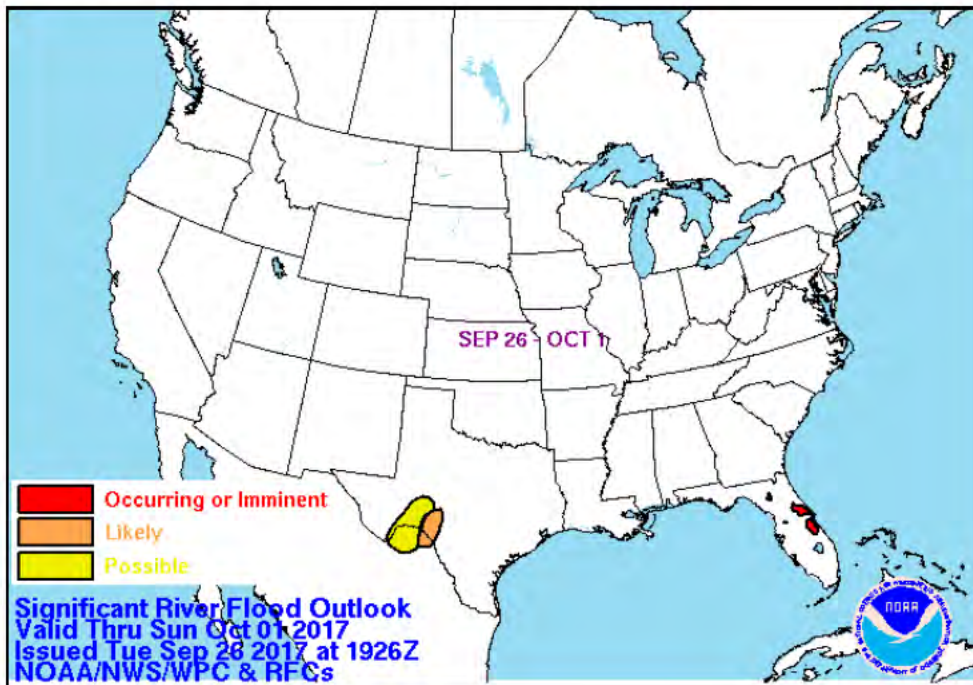 SEP 26 - OCT 1
Occurring or Imminent
Likely
Possible
Significant River Flood Outlook
Valid Thru Sun Oct 01 2017
Issued Tue Sep 26 2017 at 1926Z
NOAA/NWS/WPC & RFCs
NOAA